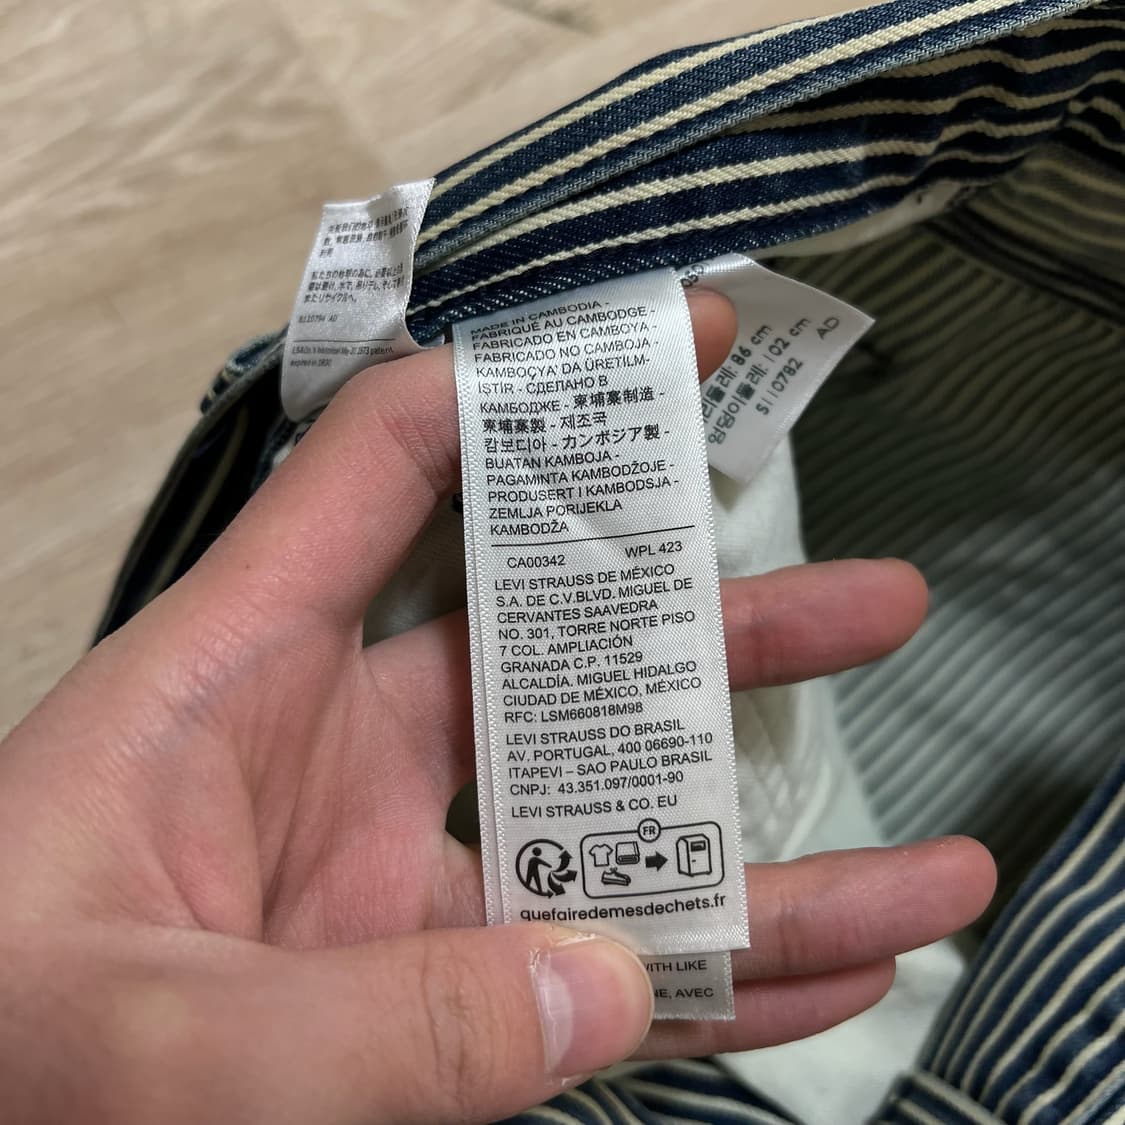 MADE IN CAMBODIA -
FABRIQUÉ AU CAMBODGE -
FABRICADO EN CAMBOYA -
FABRICADO NO CAMBOJA -
KAMBOÇYA' DA ÜRETİLM-
İSTİR - СДЕЛАНО В
КАМБОДЖЕ - 柬埔寨制造 -
柬埔寨製 - 제조국
캄보디아 - カンボジア製 -
BUATAN KAMBOJA -
PAGAMINTA KAMBODŽOJE -
PRODUSERT I KAMBODSJA -
ZEMLJA PORIJEKLA
KAMBODŽA
CA00342 WPL 423
LEVI STRAUSS DE MÉXICO
S.A. DE C.V.BLVD. MIGUEL DE
CERVANTES SAAVEDRA
NO. 301, TORRE NORTE PISO
7 COL. AMPLIACIÓN
GRANADA C.P. 11529
ALCALDÍA. MIGUEL HIDALGO
CIUDAD DE MÉXICO, MÉXICO
RFC: LSM660818M98
LEVI STRAUSS DO BRASIL
AV. PORTUGAL, 400 06690-110
ITAPEVI – SAO PAULO BRASIL
CNPJ: 43.351.097/0001-90
LEVI STRAUSS & CO. EU
FR
quefairedemesdechets.fr
WITH LIKE
AVEC
86 cm
엉덩이둘레: 102 cm
S110782 AD